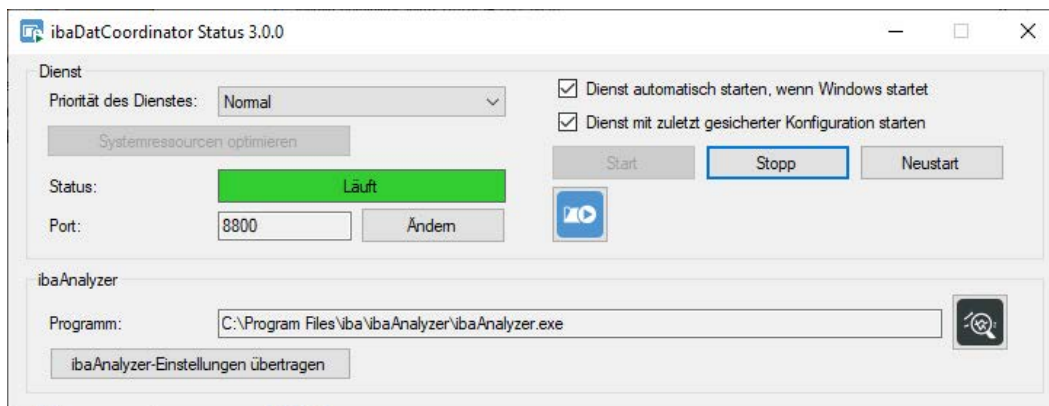 ibaDatCoordinator Status 3.0.0
Dienst
Priorität des Dienstes: Normal
Dienst automatisch starten, wenn Windows startet
Systemressourcen optimieren
Dienst mit zuletzt gesicherter Konfiguration starten
Start Stopp Neustart
Status: Läuft
Port: 8800 Ändern
ibaAnalyzer
Programm: C:\Program Files\iba\ibaAnalyzer\ibaAnalyzer.exe
ibaAnalyzer-Einstellungen übertragen